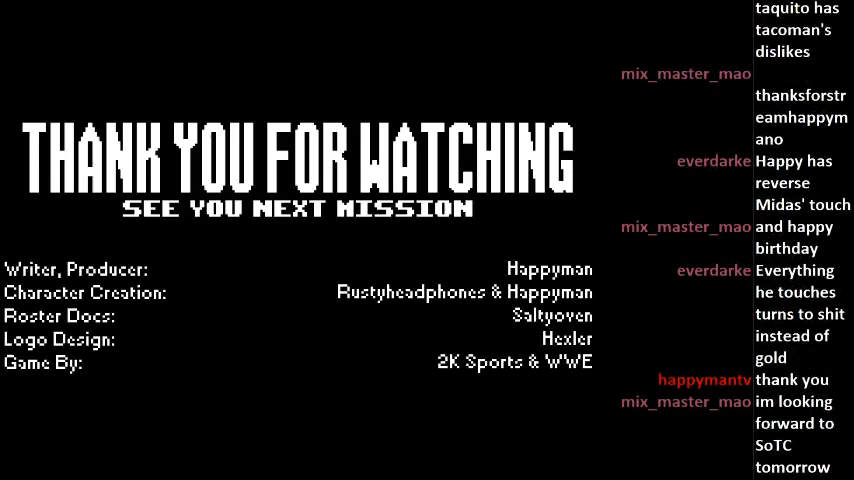 THANK YOU FOR WATCHING
SEE YOU NEXT MISSION
Writer, Producer: Happyman
Character Creation: Rustyheadphones & Happyman
Roster Docs: Saltyoven
Logo Design: Hexler
Game By: 2K Sports & WWE
taquito has
tacoman's
dislikes
mix_master_mao
thanksforstr
eamhappym
ano
everdarke Happy has
reverse
Midas' touch
mix_master_mao and happy
birthday
everdarke Everything
he touches
turns to shit
instead of
gold
happymantv thank you
mix_master_mao im looking
forward to
SoTC
tomorrow